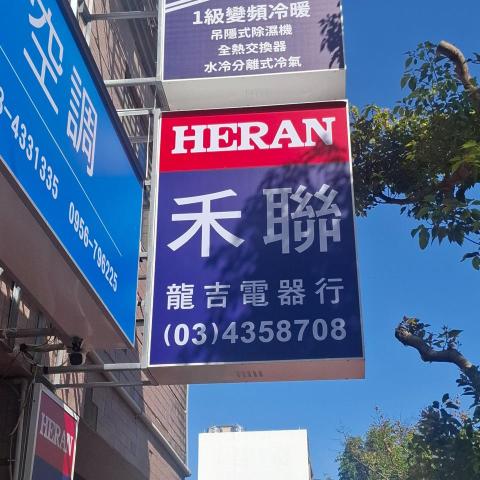 1級變頻冷暖
吊隱式除濕機
全熱交換器
水冷分離式冷氣
空調
3-4331335 0956-796225
HERAN
禾聯
龍吉電器行
(03)4358708
HERAN